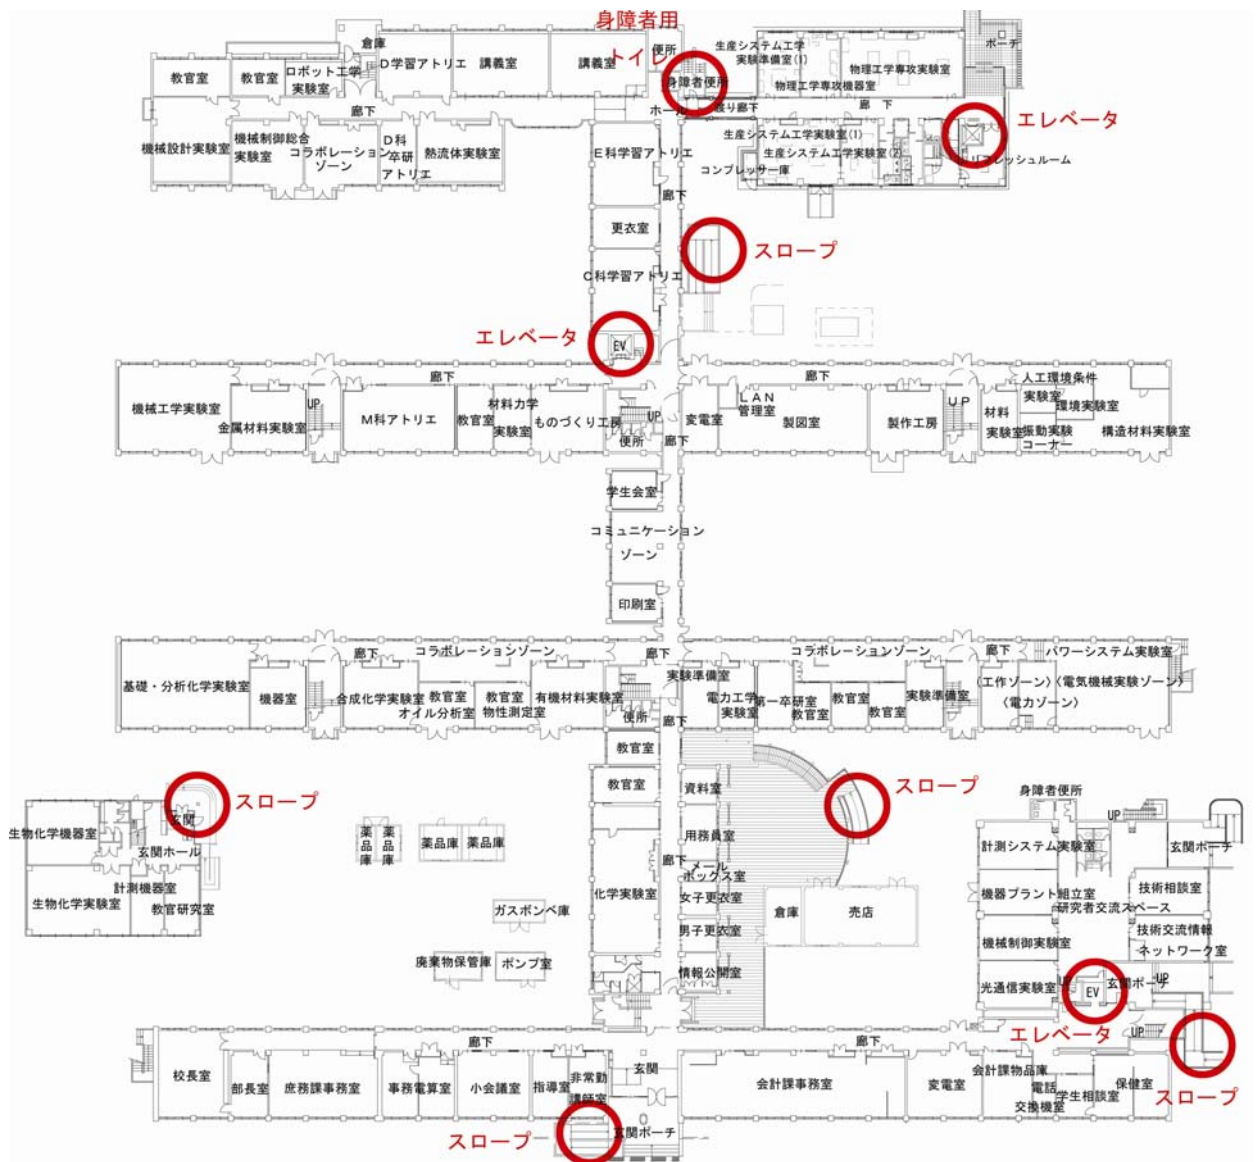 身障者用
トイレ
倉庫
便所
生産システム工学
実験準備室(1)
ポーチ
教官室
教官室
ロボット工学
実験室
D学習アトリエ
講義室
講義室
身障者便所
物理工学専攻機器室
物理工学専攻実験室
廊下
ホール
渡り廊下
廊 下
エレベータ
機械設計実験室
機械制御総合
実験室
コラボレーション
ゾーン
D科
卒研
アトリエ
熱流体実験室
E科学習アトリエ
生産システム工学実験室(1)
生産システム工学実験室(2)
コンプレッサー庫
リフレッシュルーム
廊下
更衣室
スロープ
C科学習アトリエ
エレベータ
EV
廊下
廊下
機械工学実験室
金属材料実験室
UP
M科アトリエ
教官室
材料力学
実験室
ものづくり工房
UP
便所
廊下
変電室
LAN
管理室
製図室
製作工房
UP
材料
実験室
人工環境条件
実験室
環境実験室
振動実験
コーナー
構造材料実験室
学生会室
コミュニケーション
ゾーン
印刷室
廊下
コラボレーションゾーン
廊下
コラボレーションゾーン
廊下
パワーシステム実験室
基礎・分析化学実験室
機器室
合成化学実験室
教官室
オイル分析室
教官室
物性測定室
有機材料実験室
便所
廊下
実験準備室
電力工学
実験室
第一卒研室
教官室
教官室
教官室
実験準備室
〈工作ゾーン〉
〈電気機械実験ゾーン〉
〈電力ゾーン〉
教官室
教官室
資料室
スロープ
スロープ
玄関
生物化学機器室
玄関ホール
計測機器室
生物化学実験室
教官研究室
薬品庫
薬品庫
薬品庫
薬品庫
用務員室
廊下
メール
ボックス室
化学実験室
女子更衣室
倉庫
売店
ガスボンベ庫
男子更衣室
廃棄物保管庫
ポンプ室
情報公開室
身障者便所
UP
計測システム実験室
玄関ポーチ
機器プラント組立室
技術相談室
研究者交流スペース
機械制御実験室
技術交流情報
ネットワーク室
光通信実験室
UP
EV
玄関ポーチ
UP
エレベータ
UP
スロープ
廊下
廊下
校長室
部長室
庶務課事務室
事務電算室
小会議室
指導室
非常勤
講師室
玄関
会計課事務室
変電室
会計課物品庫
電話
交換機室
学生相談室
保健室
スロープ
玄関ポーチ